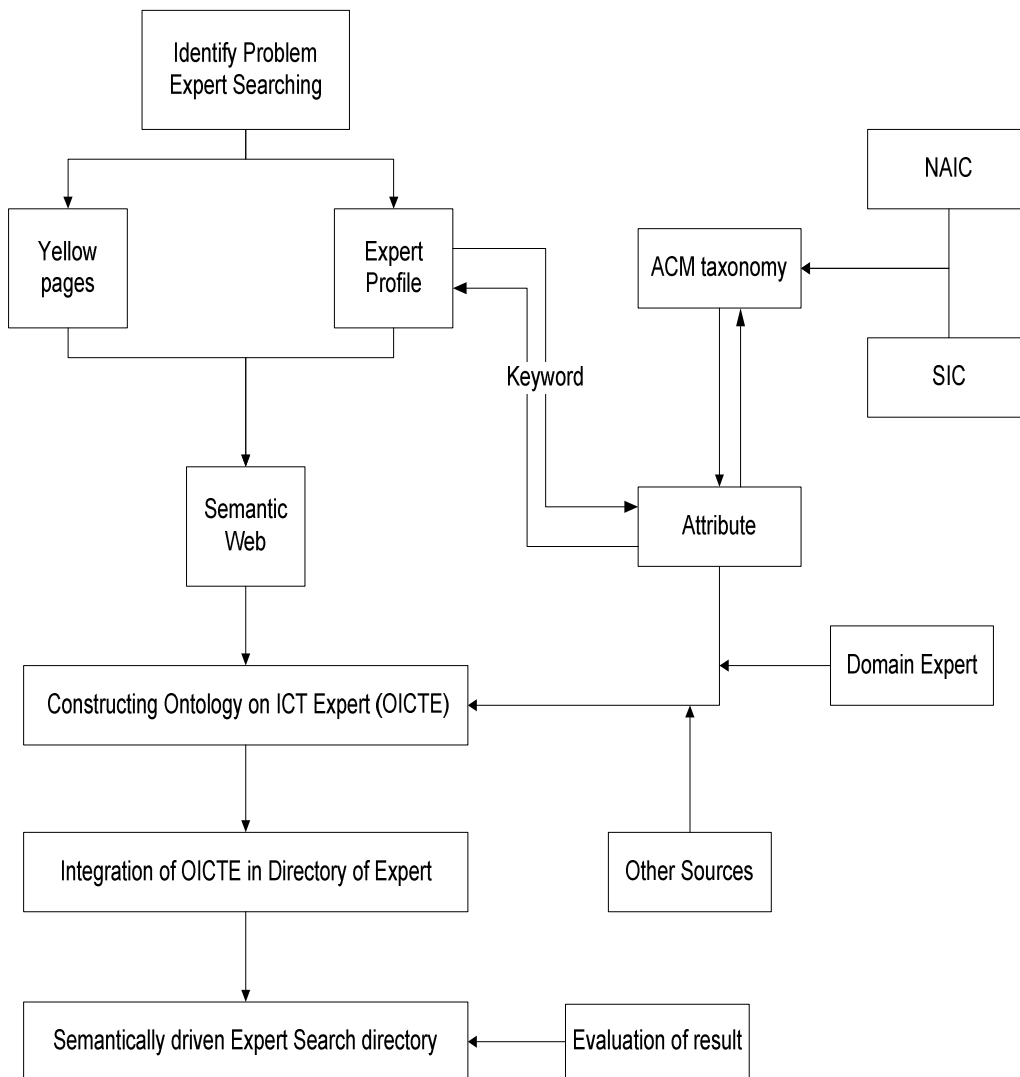 Identify Problem
Expert Searching
NAIC
Yellow
pages
Expert
Profile
ACM taxonomy
Keyword
SIC
Semantic
Web
Attribute
Domain Expert
Constructing Ontology on ICT Expert (OICTE)
Integration of OICTE in Directory of Expert
Other Sources
Semantically driven Expert Search directory
Evaluation of result